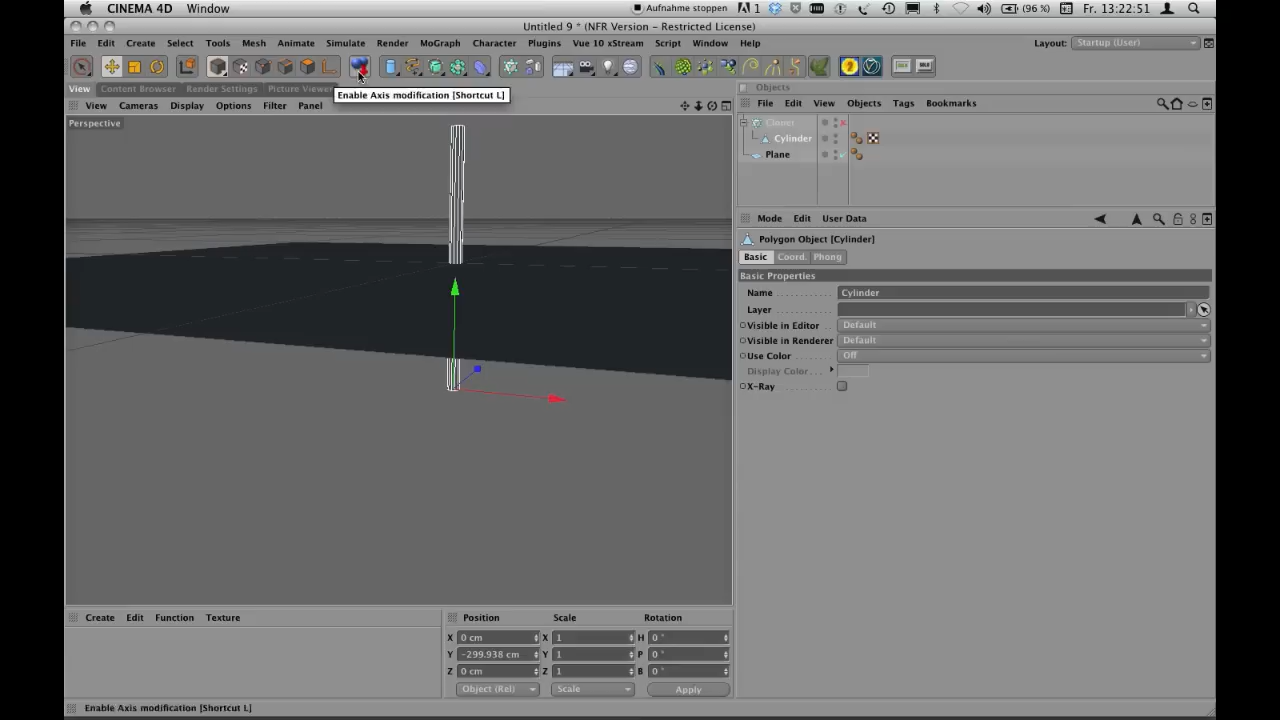 CINEMA 4D Window
Aufnahme stoppen
1
(96 %)
Fr. 13:22:51
Untitled 9 * (NFR Version - Restricted License)
File Edit Create Select Tools Mesh Animate Simulate Render MoGraph Character Plugins Vue 10 xStream Script Window Help
Layout: Startup (User)
View Content Browser Render Settings Picture Viewer
Enable Axis modification [Shortcut L]
View Cameras Display Options Filter Panel
Perspective
Objects
File Edit View Objects Tags Bookmarks
Cloner
Cylinder
Plane
Mode Edit User Data
Polygon Object [Cylinder]
Basic Coord. Phong
Basic Properties
Name Cylinder
Layer
Visible in Editor Default
Visible in Renderer Default
Use Color Off
Display Color
X-Ray
Create Edit Function Texture
Position Scale Rotation
X 0 cm X 1 H 0 °
Y -299.938 cm Y 1 P 0 °
Z 0 cm Z 1 B 0 °
Object (Rel) Scale Apply
Enable Axis modification [Shortcut L]